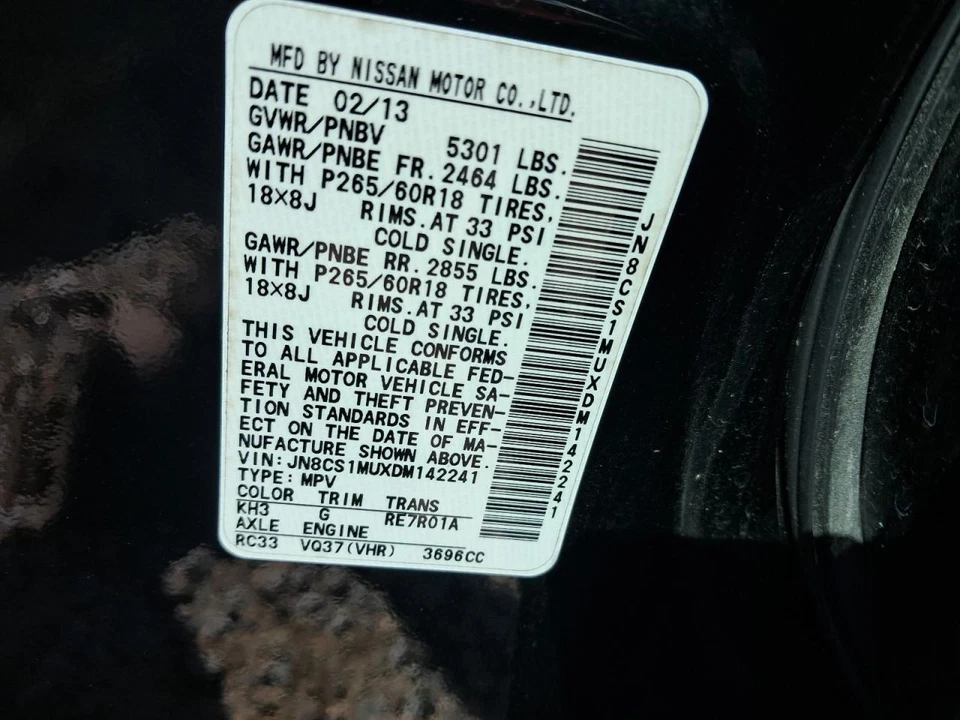 MFD BY NISSAN MOTOR CO.,LTD.
DATE 02/13
GVWR/PNBV 5301 LBS.
GAWR/PNBE FR. 2464 LBS.
WITH P265/60R18 TIRES,
18×8J RIMS.AT 33 PSI
COLD SINGLE.
GAWR/PNBE RR. 2855 LBS.
WITH P265/60R18 TIRES,
18×8J RIMS.AT 33 PSI
COLD SINGLE.
THIS VEHICLE CONFORMS
TO ALL APPLICABLE FED-
ERAL MOTOR VEHICLE SA-
FETY AND THEFT PREVEN-
TION STANDARDS IN EFF-
ECT ON THE DATE OF MA-
NUFACTURE SHOWN ABOVE.
VIN:JN8CS1MUXDM142241
TYPE:MPV
COLOR TRIM TRANS
KH3 G RE7R01A
AXLE ENGINE
RC33 VQ37(VHR) 3696CC
JN8CS1MUXDM142241